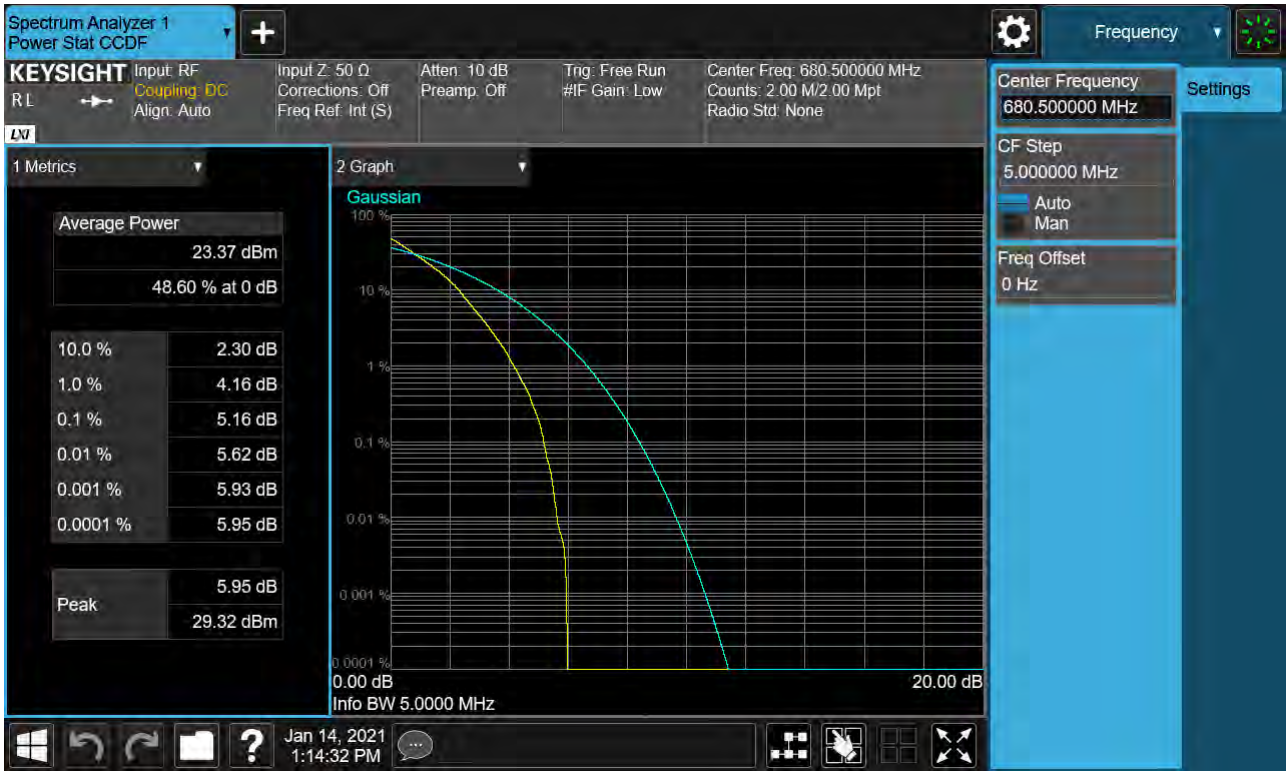 Spectrum Analyzer 1
Power Stat CCDF
+
Frequency
KEYSIGHT
RL
LXI
Input: RF
Coupling: DC
Align: Auto
Input Z: 50 Ω
Corrections: Off
Freq Ref: Int (S)
Atten: 10 dB
Preamp: Off
Trig: Free Run
#IF Gain: Low
Center Freq: 680.500000 MHz
Counts: 2.00 M/2.00 Mpt
Radio Std: None
Center Frequency
680.500000 MHz
Settings
CF Step
5.000000 MHz
Auto
Man
Freq Offset
0 Hz
1 Metrics
Average Power
23.37 dBm
48.60 % at 0 dB
10.0 % 2.30 dB
1.0 % 4.16 dB
0.1 % 5.16 dB
0.01 % 5.62 dB
0.001 % 5.93 dB
0.0001 % 5.95 dB
Peak 5.95 dB
29.32 dBm
2 Graph
Gaussian
100 %
10 %
1 %
0.1 %
0.01 %
0.001 %
0.0001 %
0.00 dB 20.00 dB
Info BW 5.0000 MHz
?
Jan 14, 2021
1:14:32 PM